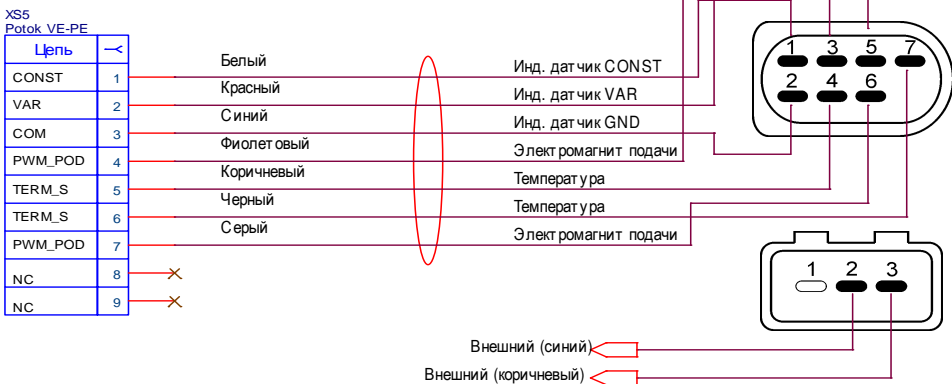 XS5
Potok VE-PE
Цепь
CONST 1 Белый Инд. датчик CONST
VAR 2 Красный Инд. датчик VAR
COM 3 Синий Инд. датчик GND
PWM_POD 4 Фиолетовый Электромагнит подачи
TERM_S 5 Коричневый Температура
TERM_S 6 Черный Температура
PWM_POD 7 Серый Электромагнит подачи
NC 8
NC 9
1 3 5 7
2 4 6
1 2 3
Внешний (синий)
Внешний (коричневый)